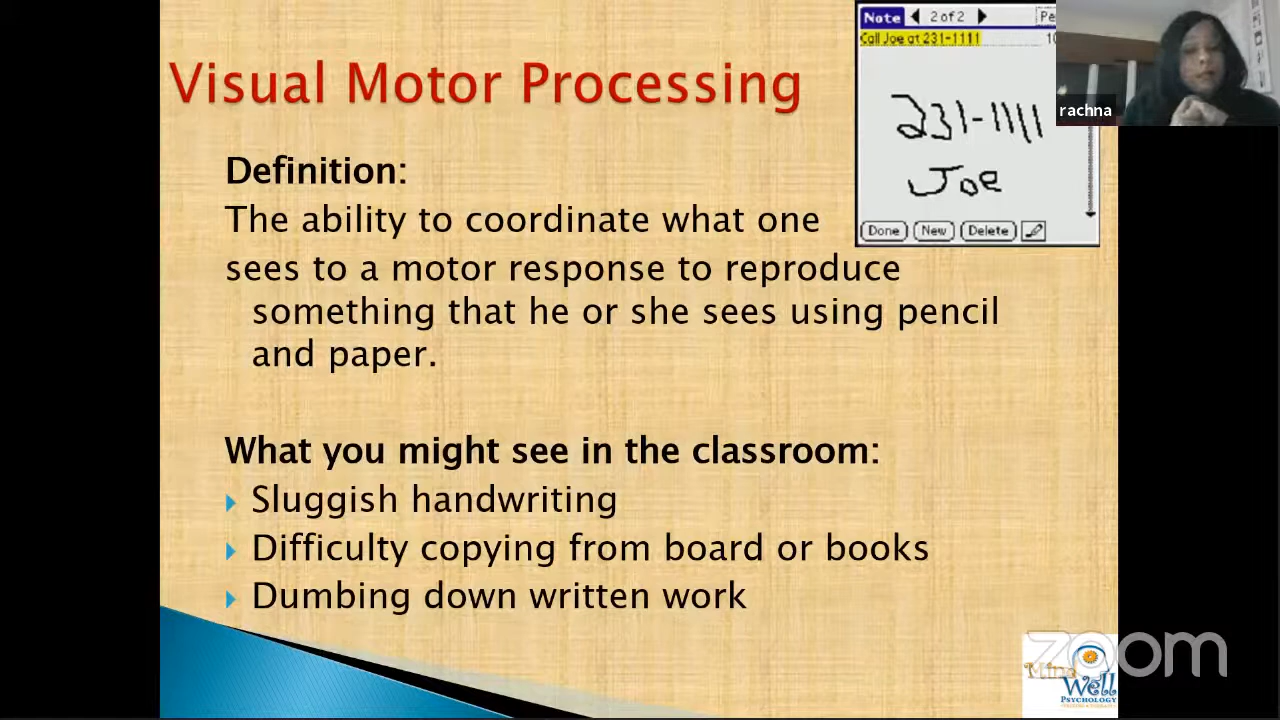 Note 2 of 2 Pe
Call Joe at 231-1111 10
rachna
Visual Motor Processing
231-1111
Joe
Done New Delete
Definition:
The ability to coordinate what one
sees to a motor response to reproduce
something that he or she sees using pencil
and paper.
What you might see in the classroom:
Sluggish handwriting
Difficulty copying from board or books
Dumbing down written work
zoom
Mind
Well
PSYCHOLOGY